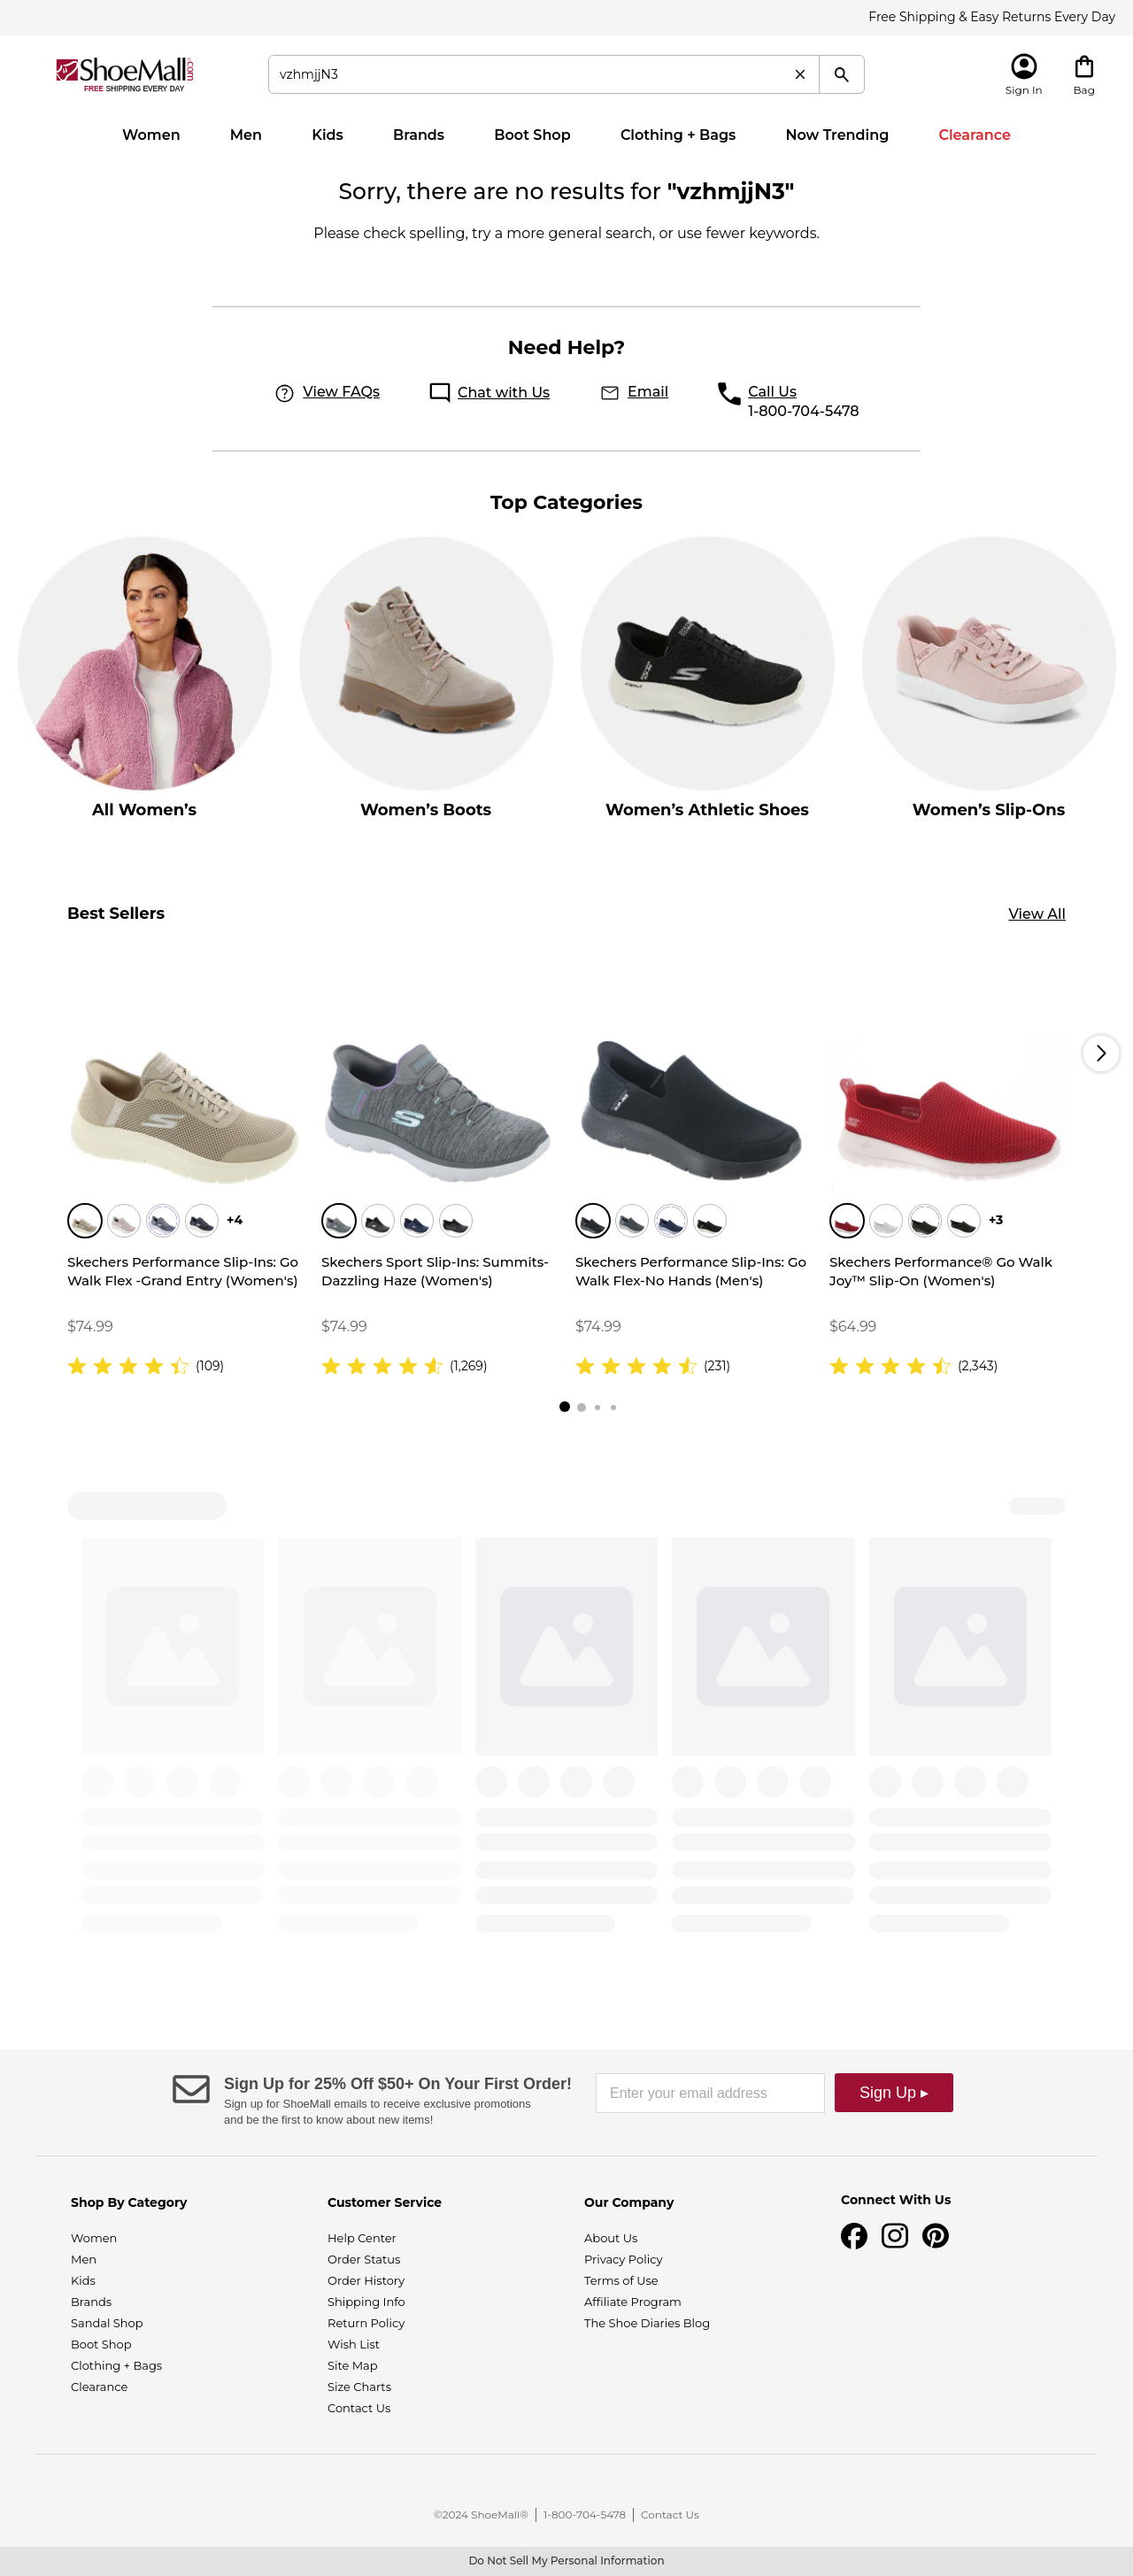 Free Shipping & Easy Returns Every Day
ShoeMall.com
FREE SHIPPING EVERY DAY
vzhmjjN3
Sign In
Bag
Women
Men
Kids
Brands
Boot Shop
Clothing + Bags
Now Trending
Clearance
Sorry, there are no results for "vzhmjjN3"
Please check spelling, try a more general search, or use fewer keywords.
Need Help?
View FAQs
Chat with Us
Email
Call Us
1-800-704-5478
Top Categories
All Women’s
Women’s Boots
Women’s Athletic Shoes
Women’s Slip-Ons
Best Sellers
View All
+4
Skechers Performance Slip-Ins: Go
Walk Flex -Grand Entry (Women's)
$74.99
(109)
Skechers Sport Slip-Ins: Summits-
Dazzling Haze (Women's)
$74.99
(1,269)
Skechers Performance Slip-Ins: Go
Walk Flex-No Hands (Men's)
$74.99
(231)
+3
Skechers Performance® Go Walk
Joy™ Slip-On (Women's)
$64.99
(2,343)
Sign Up for 25% Off $50+ On Your First Order!
Sign up for ShoeMall emails to receive exclusive promotions
and be the first to know about new items!
Enter your email address
Sign Up ▸
Shop By Category
Women
Men
Kids
Brands
Sandal Shop
Boot Shop
Clothing + Bags
Clearance
Customer Service
Help Center
Order Status
Order History
Shipping Info
Return Policy
Wish List
Site Map
Size Charts
Contact Us
Our Company
About Us
Privacy Policy
Terms of Use
Affiliate Program
The Shoe Diaries Blog
Connect With Us
©2024 ShoeMall®
1-800-704-5478
Contact Us
Do Not Sell My Personal Information